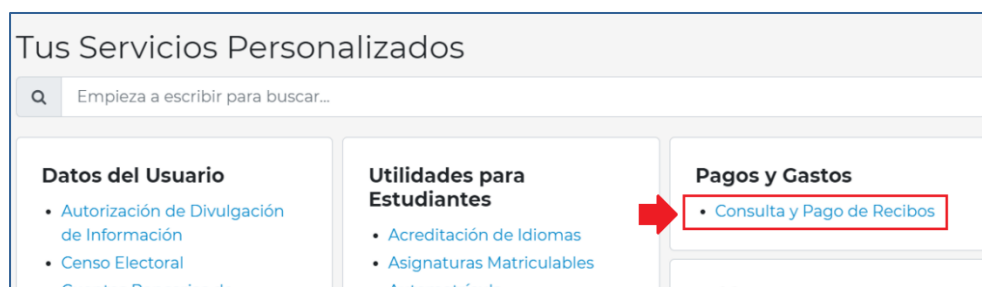 Tus Servicios Personalizados
Empieza a escribir para buscar...
Datos del Usuario
• Autorización de Divulgación
de Información
• Censo Electoral
Utilidades para
Estudiantes
• Acreditación de Idiomas
• Asignaturas Matriculables
Pagos y Gastos
• Consulta y Pago de Recibos